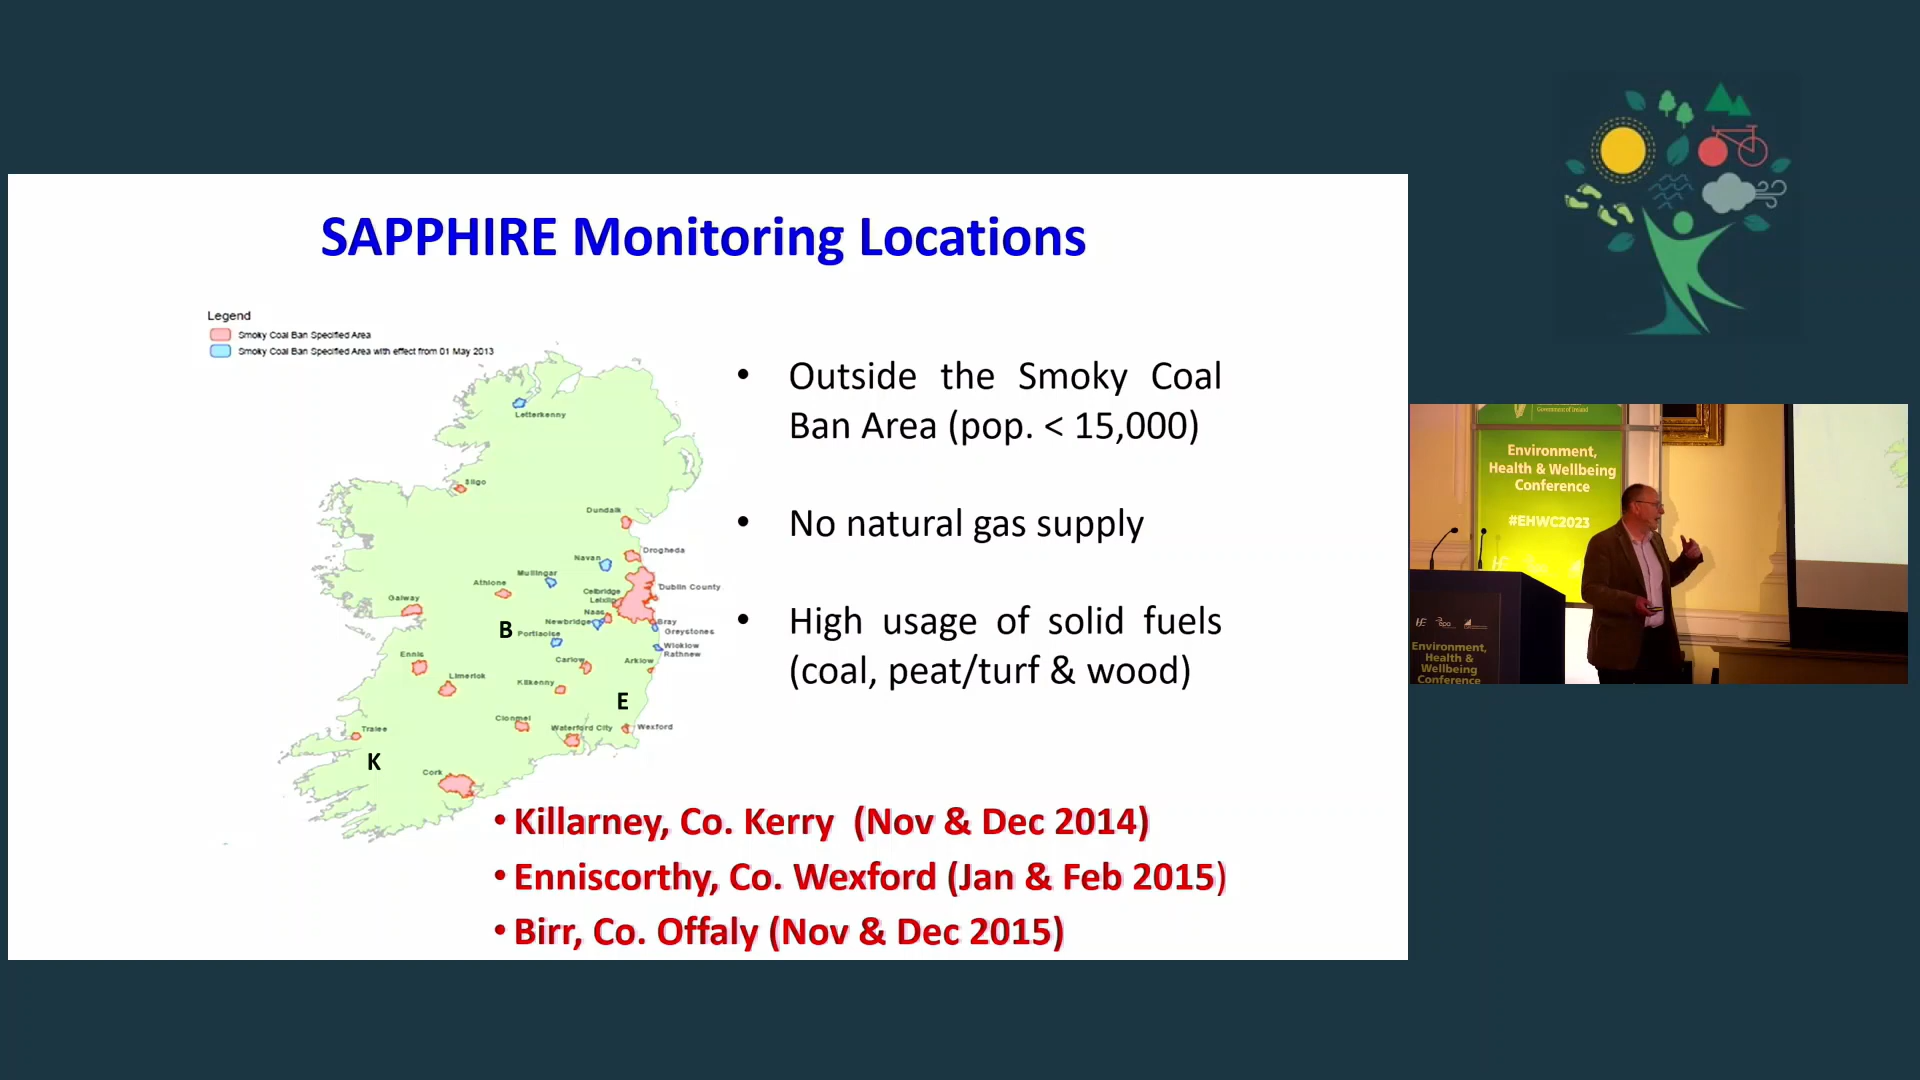 SAPPHIRE Monitoring Locations
Legend
Smoky Coal Ban Specified Area
Smoky Coal Ban Specified Area with effect from 01 May 2013
Letterkenny
Sligo
Dundalk
Drogheda
Navan
Mullingar
Athlone
Dublin County
Celbridge
Leixlip
Galway
Naas
Newbridge
Bray
B
Portlaoise
Greystones
Wicklow
Rathnew
Ennis
Carlow
Arklow
Limerick
Kilkenny
E
Clonmel
Waterford City
Wexford
Tralee
K
Cork
• Outside the Smoky Coal
Ban Area (pop. < 15,000)
• No natural gas supply
• High usage of solid fuels
(coal, peat/turf & wood)
• Killarney, Co. Kerry (Nov & Dec 2014)
• Enniscorthy, Co. Wexford (Jan & Feb 2015)
• Birr, Co. Offaly (Nov & Dec 2015)
Government of Ireland
Environment,
Health & Wellbeing
Conference
#EHWC2023
epa
Environment,
Health &
Wellbeing
Conference